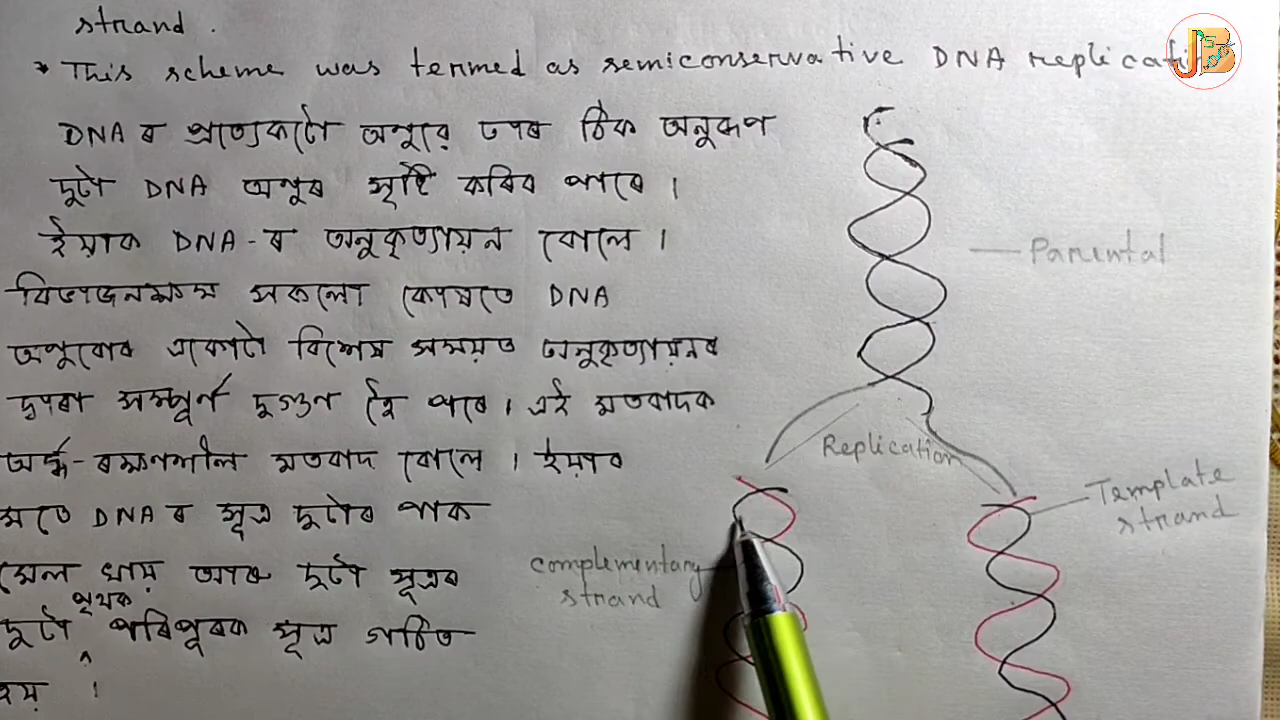 strand.
* This scheme was termed as semiconservative DNA replication
DNA ৰ প্ৰত্যেকটো অণুৱে তাৰ ঠিক অনুৰূপ
দুটা DNA অণুৰ সৃষ্টি কৰিব পাৰে ।
ইয়াক DNA-ৰ অনুকৃত্যায়ন বোলে ।
বিভাজনক্ষম সকলো কোষতে DNA
অণুবোৰ একোটা বিশেষ সময়ত অনুকৃত্যায়নৰ
দ্বাৰা সম্পূৰ্ণ দুগুণ হৈ পৰে । এই মতবাদক
অৰ্দ্ধ-ৰক্ষণশীল মতবাদ বোলে । ইয়াৰ
মতে DNA ৰ সূত্ৰ দুটাৰ পাক
মেল খায় আৰু দুটা সূত্ৰৰ
পৃথক
দুটা ^ পৰিপূৰক সূত্ৰ গঠিত
হয় ।
Parental
Replication
Template
strand
complementary
strand
JB